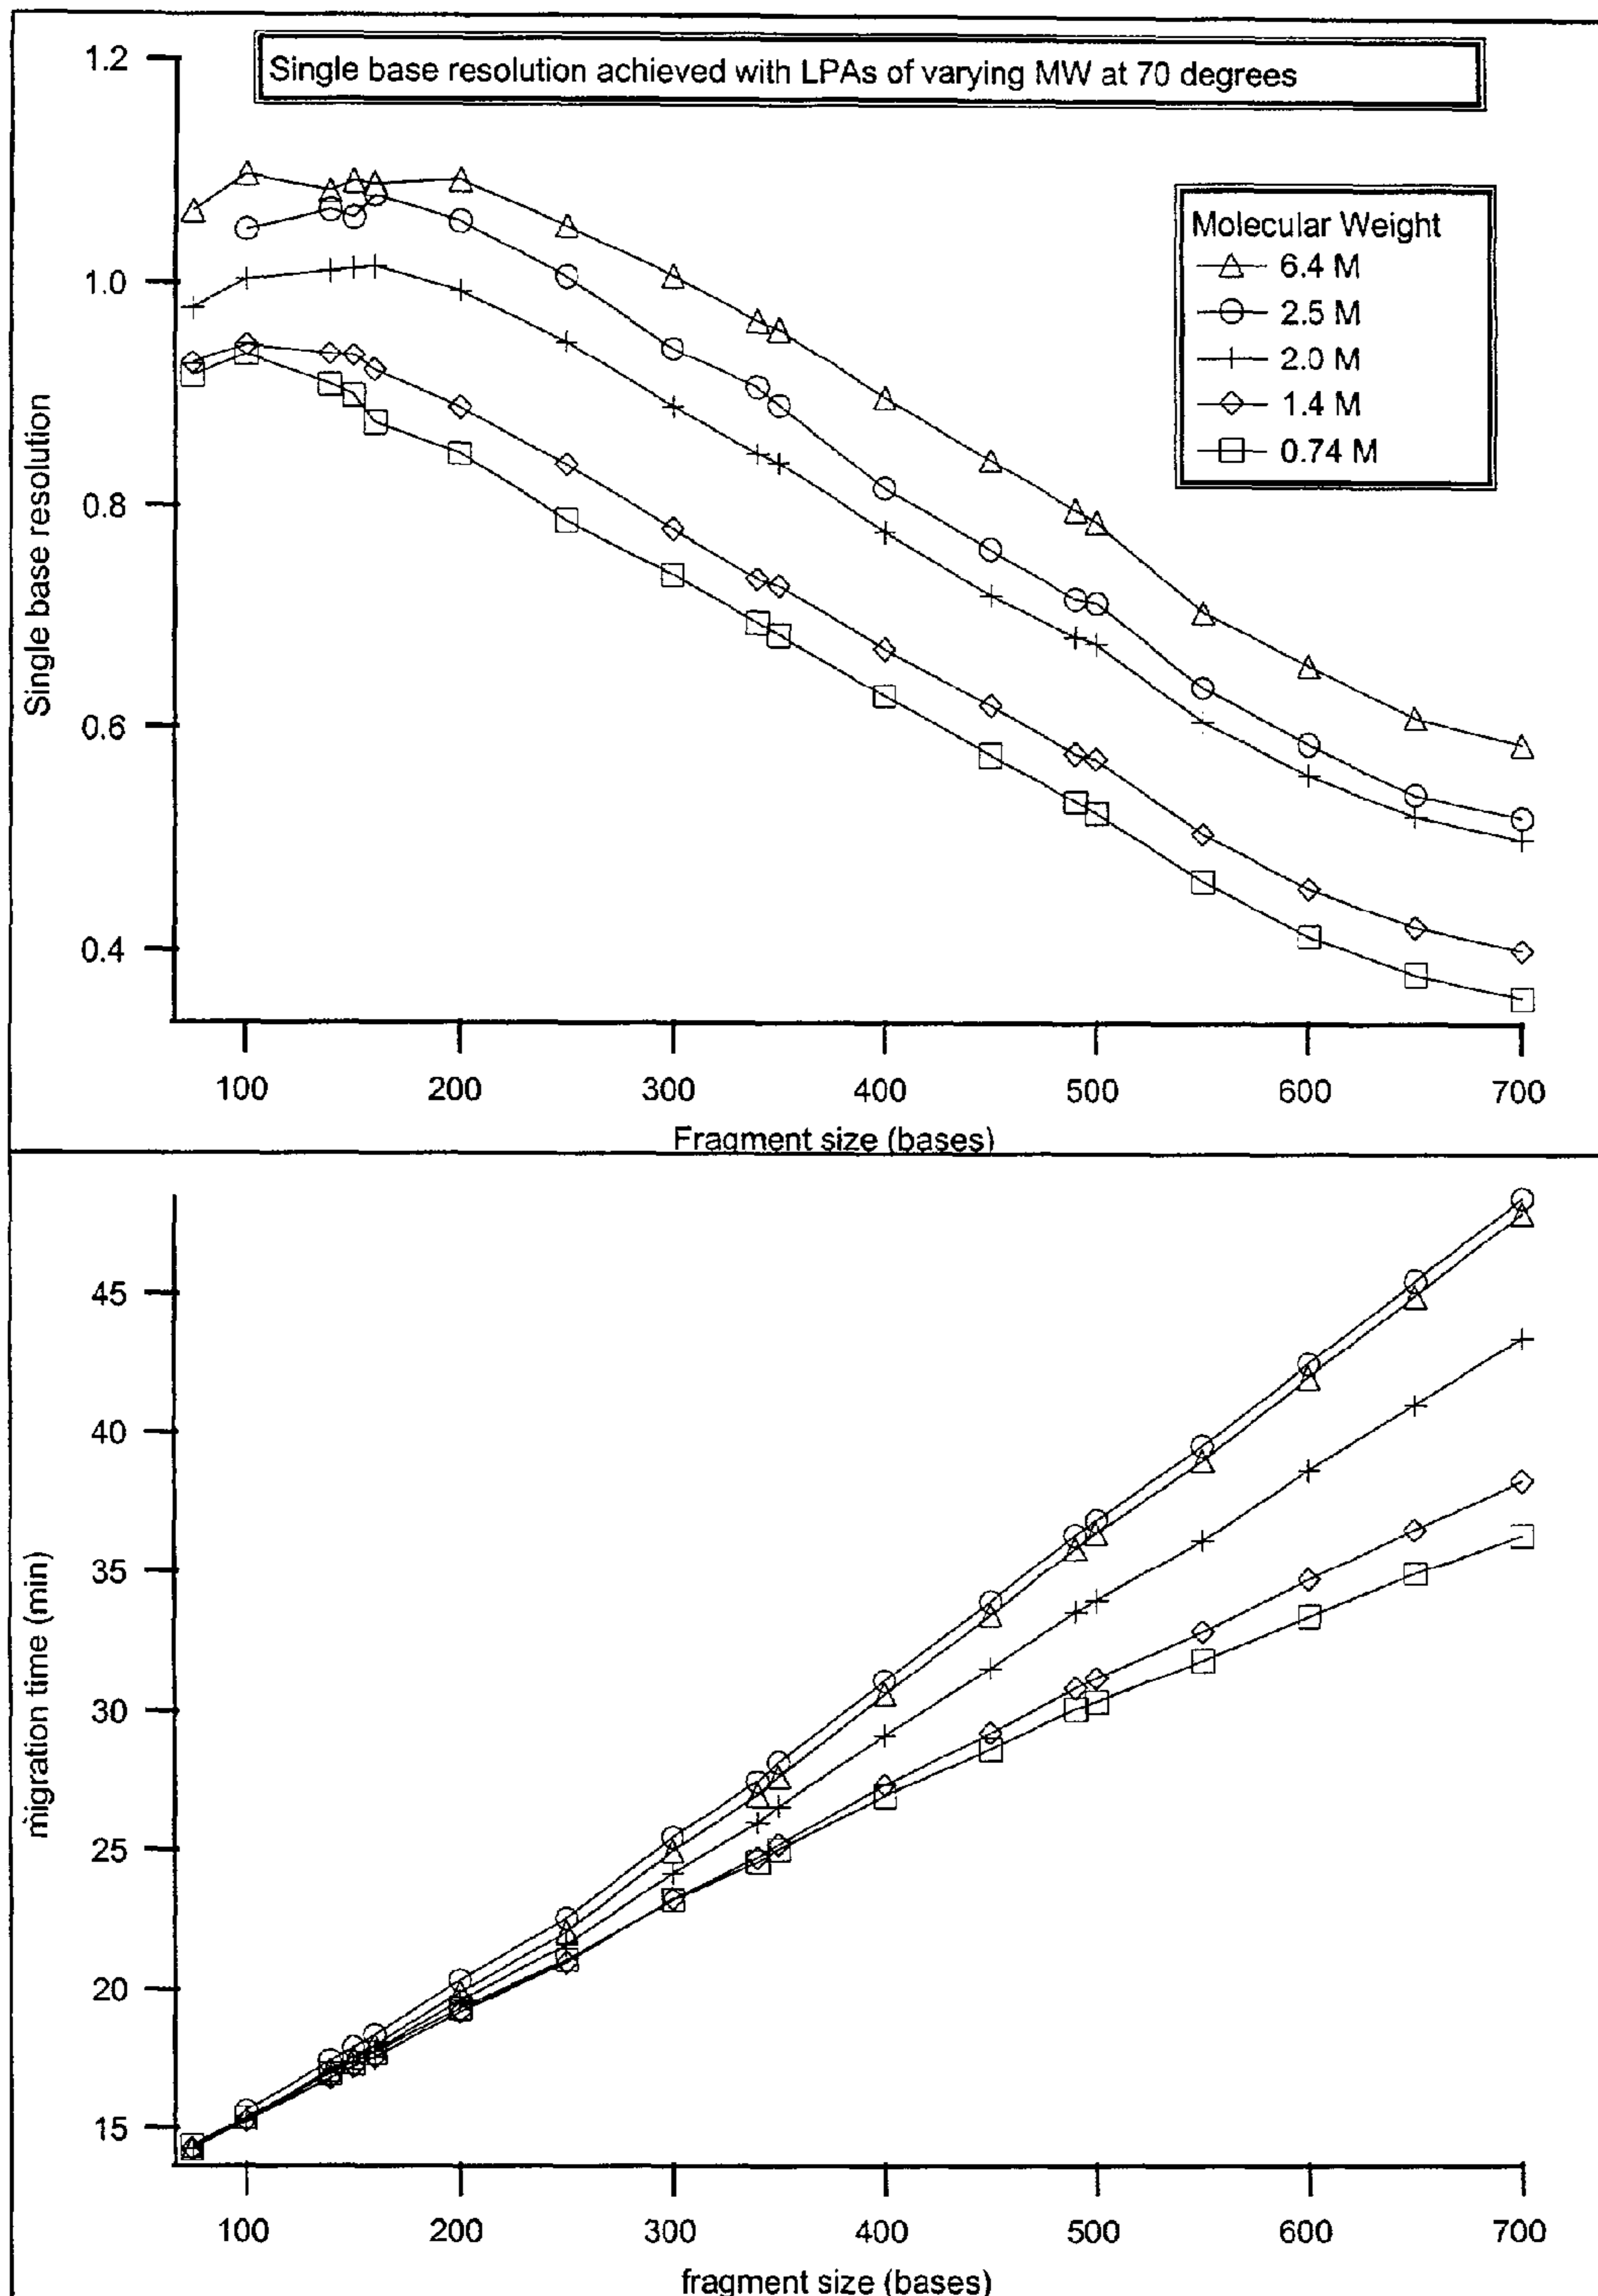 Single base resolution achieved with LPAs of varying MW at 70 degrees
1.2
1.0
0.8
0.6
0.4
Single base resolution
Molecular Weight
6.4 M
2.5 M
2.0 M
1.4 M
0.74 M
100 200 300 400 500 600 700
Fragment size (bases)
45
40
35
30
25
20
15
migration time (min)
100 200 300 400 500 600 700
fragment size (bases)